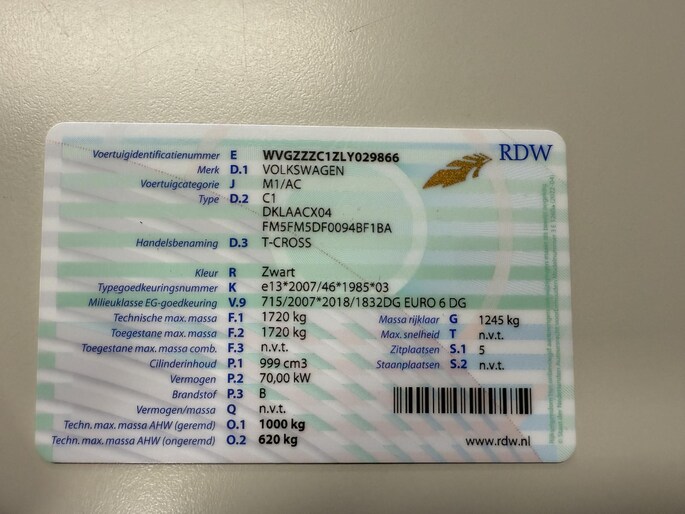 RDW
Voertuigidentificatienummer E WVGZZZC1ZLY029866
Merk D.1 VOLKSWAGEN
Voertuigcategorie J M1/AC
Type D.2 C1
DKLAACX04
FM5FM5DF0094BF1BA
Handelsbenaming D.3 T-CROSS
Kleur R Zwart
Typegoedkeuringsnummer K e13*2007/46*1985*03
Milieuklasse EG-goedkeuring V.9 715/2007*2018/1832DG EURO 6 DG
Technische max. massa F.1 1720 kg Massa rijklaar G 1245 kg
Toegestane max. massa F.2 1720 kg Max. snelheid T n.v.t.
Toegestane max. massa comb. F.3 n.v.t. Zitplaatsen S.1 5
Cilinderinhoud P.1 999 cm3 Staanplaatsen S.2 n.v.t.
Vermogen P.2 70,00 kW
Brandstof P.3 B
Vermogen/massa Q n.v.t.
Techn. max. massa AHW (geremd) O.1 1000 kg
Techn. max. massa AHW (ongeremd) O.2 620 kg
www.rdw.nl